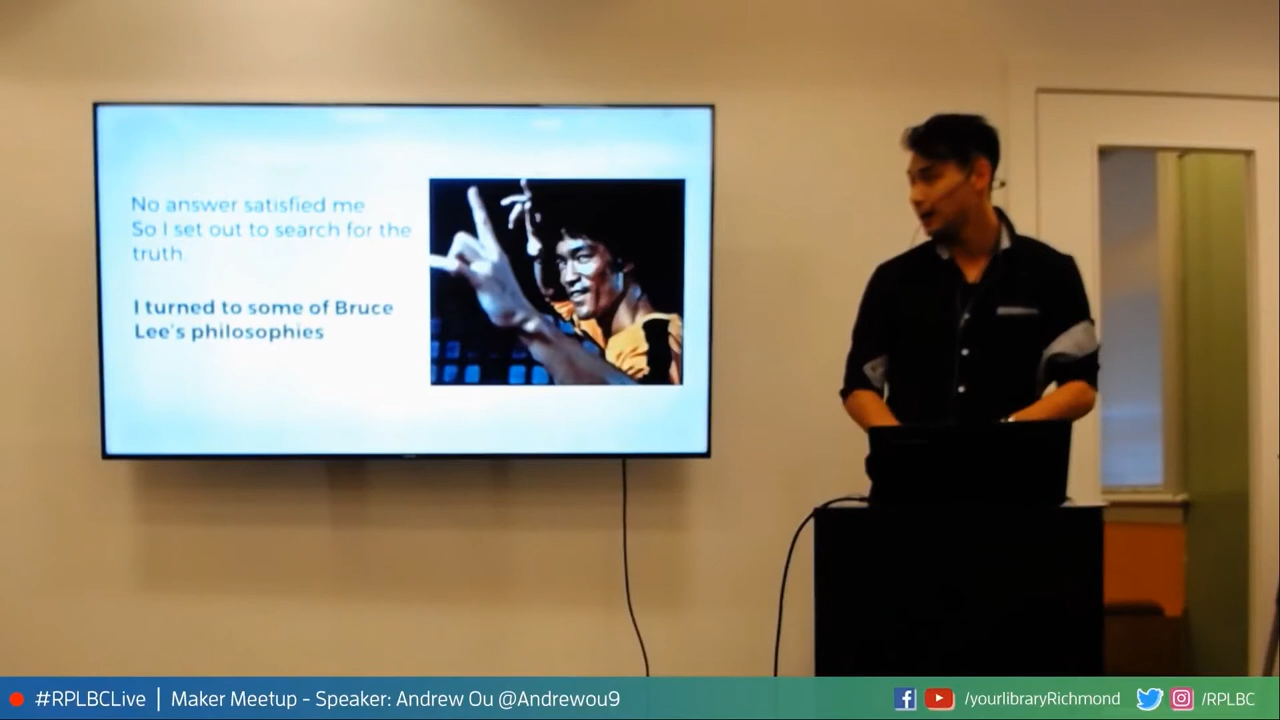 No answer satisfied me
So I set out to search for the
truth.
I turned to some of Bruce
Lee's philosophies
#RPLBCLive | Maker Meetup - Speaker: Andrew Ou @Andrewou9
/yourlibraryRichmond
/RPLBC